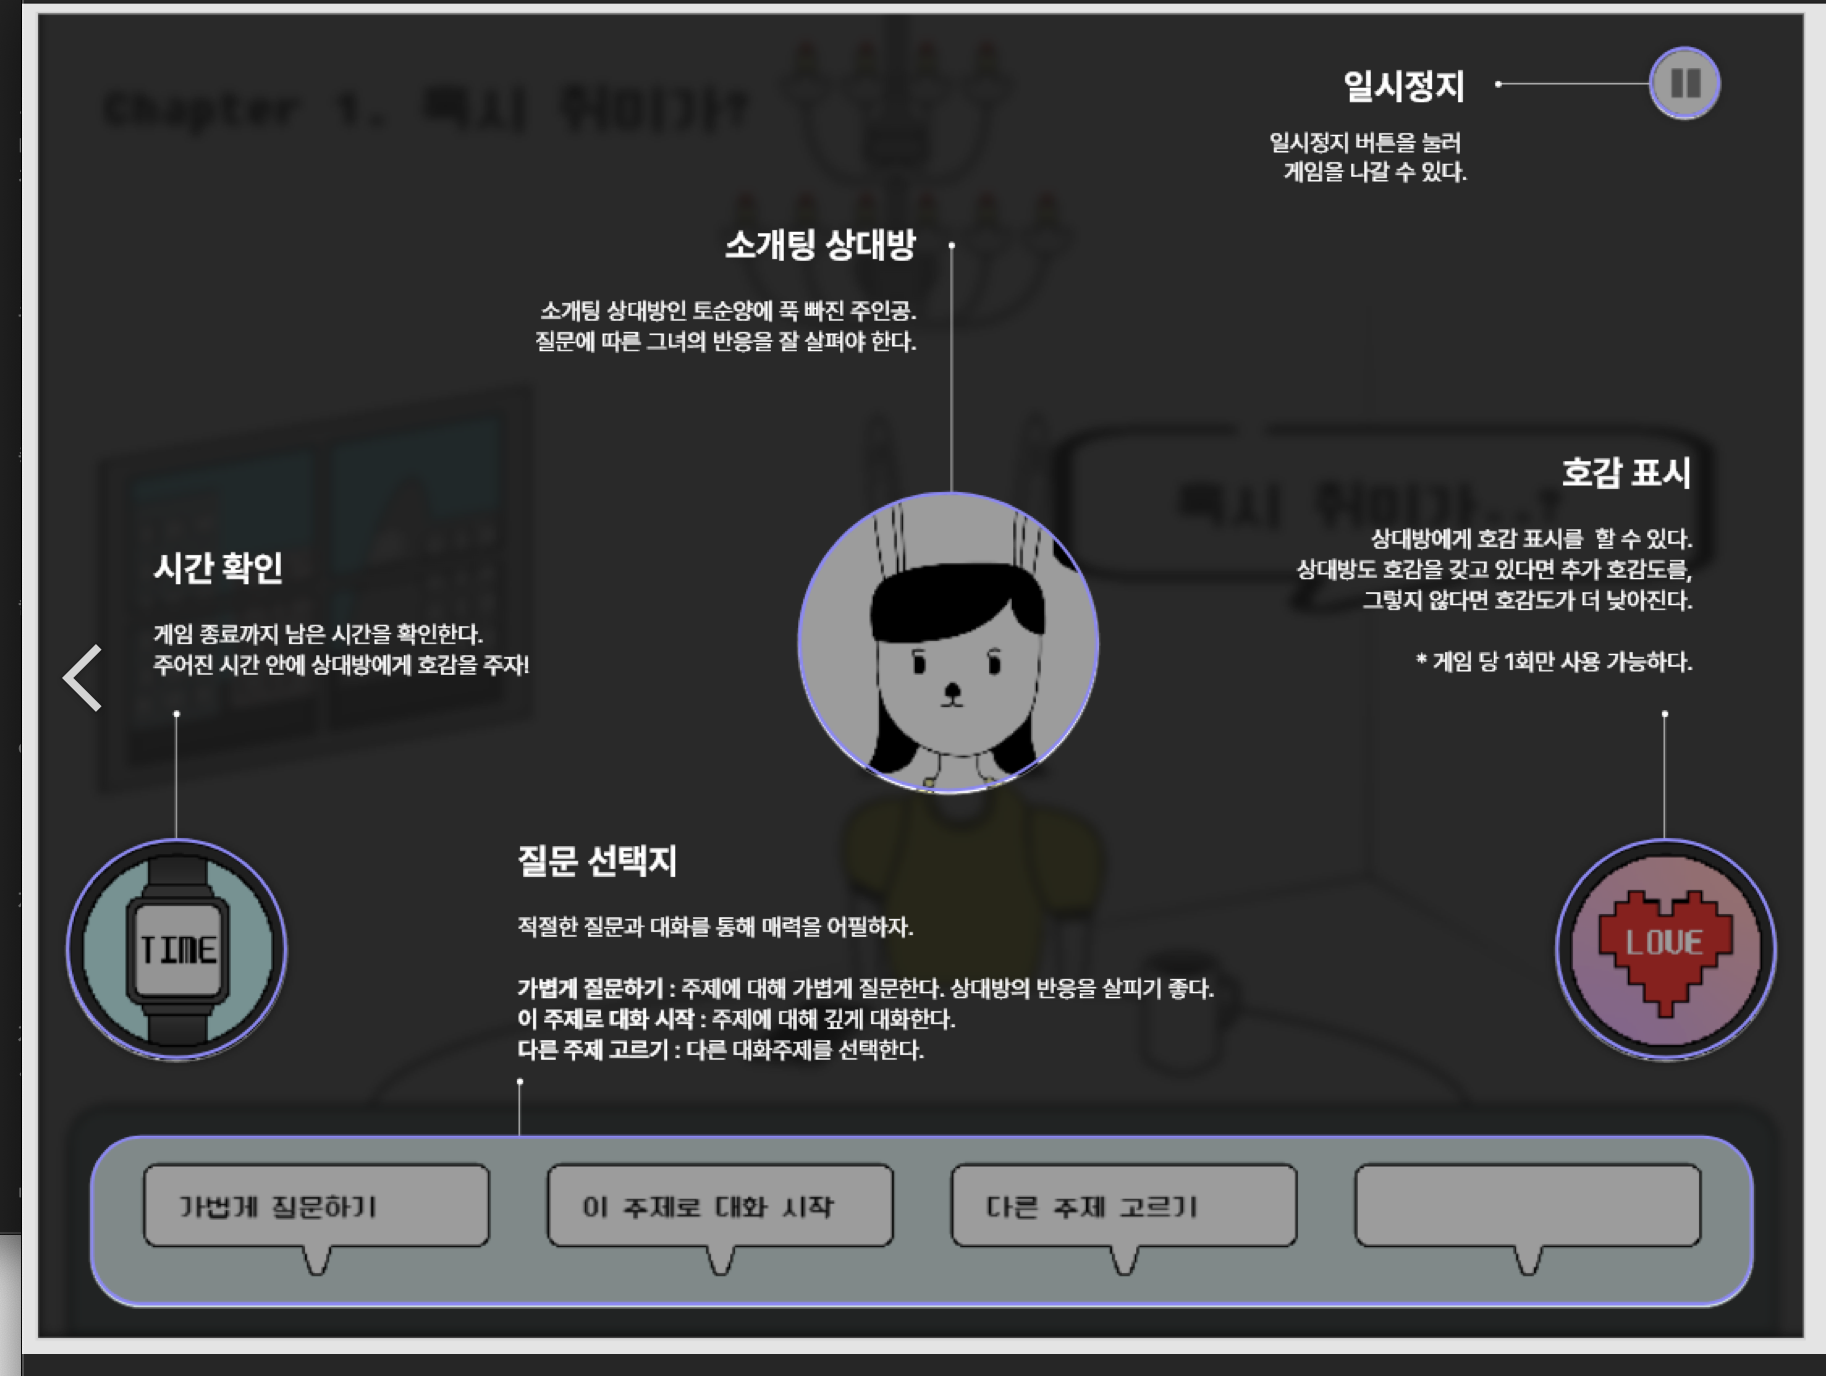 Chapter 1. 혹시 취미가?
일시정지
일시정지 버튼을 눌러
게임을 나갈 수 있다.
소개팅 상대방
소개팅 상대방인 토순양에 푹 빠진 주인공.
질문에 따른 그녀의 반응을 잘 살펴야 한다.
혹시 취미가..?
호감 표시
상대방에게 호감 표시를 할 수 있다.
상대방도 호감을 갖고 있다면 추가 호감도를,
그렇지 않다면 호감도가 더 낮아진다.
* 게임 당 1회만 사용 가능하다.
시간 확인
게임 종료까지 남은 시간을 확인한다.
주어진 시간 안에 상대방에게 호감을 주자!
TIME
LOVE
질문 선택지
적절한 질문과 대화를 통해 매력을 어필하자.
가볍게 질문하기 : 주제에 대해 가볍게 질문한다. 상대방의 반응을 살피기 좋다.
이 주제로 대화 시작 : 주제에 대해 깊게 대화한다.
다른 주제 고르기 : 다른 대화주제를 선택한다.
가볍게 질문하기
이 주제로 대화 시작
다른 주제 고르기